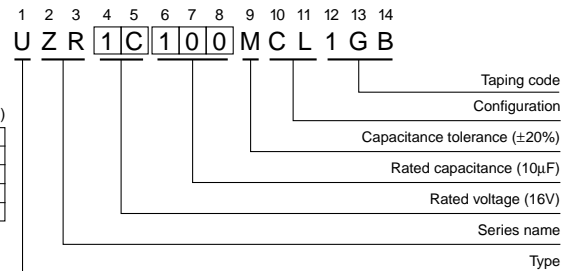 1 2 3 4 5 6 7 8 9 10 11 12 13 14
U Z R 1 C 1 0 0 M C L 1 G B
Taping code
)
Configuration
Capacitance tolerance (±20%)
Rated capacitance (10µF)
Rated voltage (16V)
Series name
Type